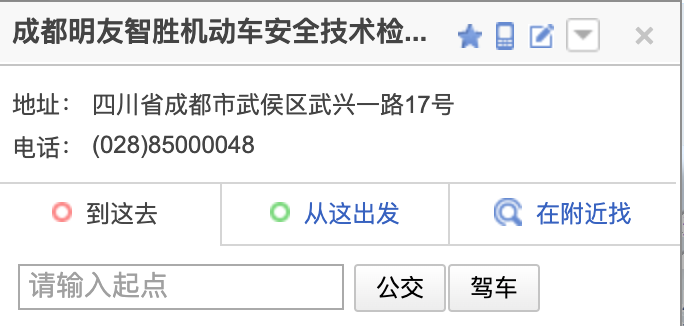 成都明友智胜机动车安全技术检...
地址： 四川省成都市武侯区武兴一路17号
电话： (028)85000048
到这去 从这出发 在附近找
请输入起点 公交 驾车